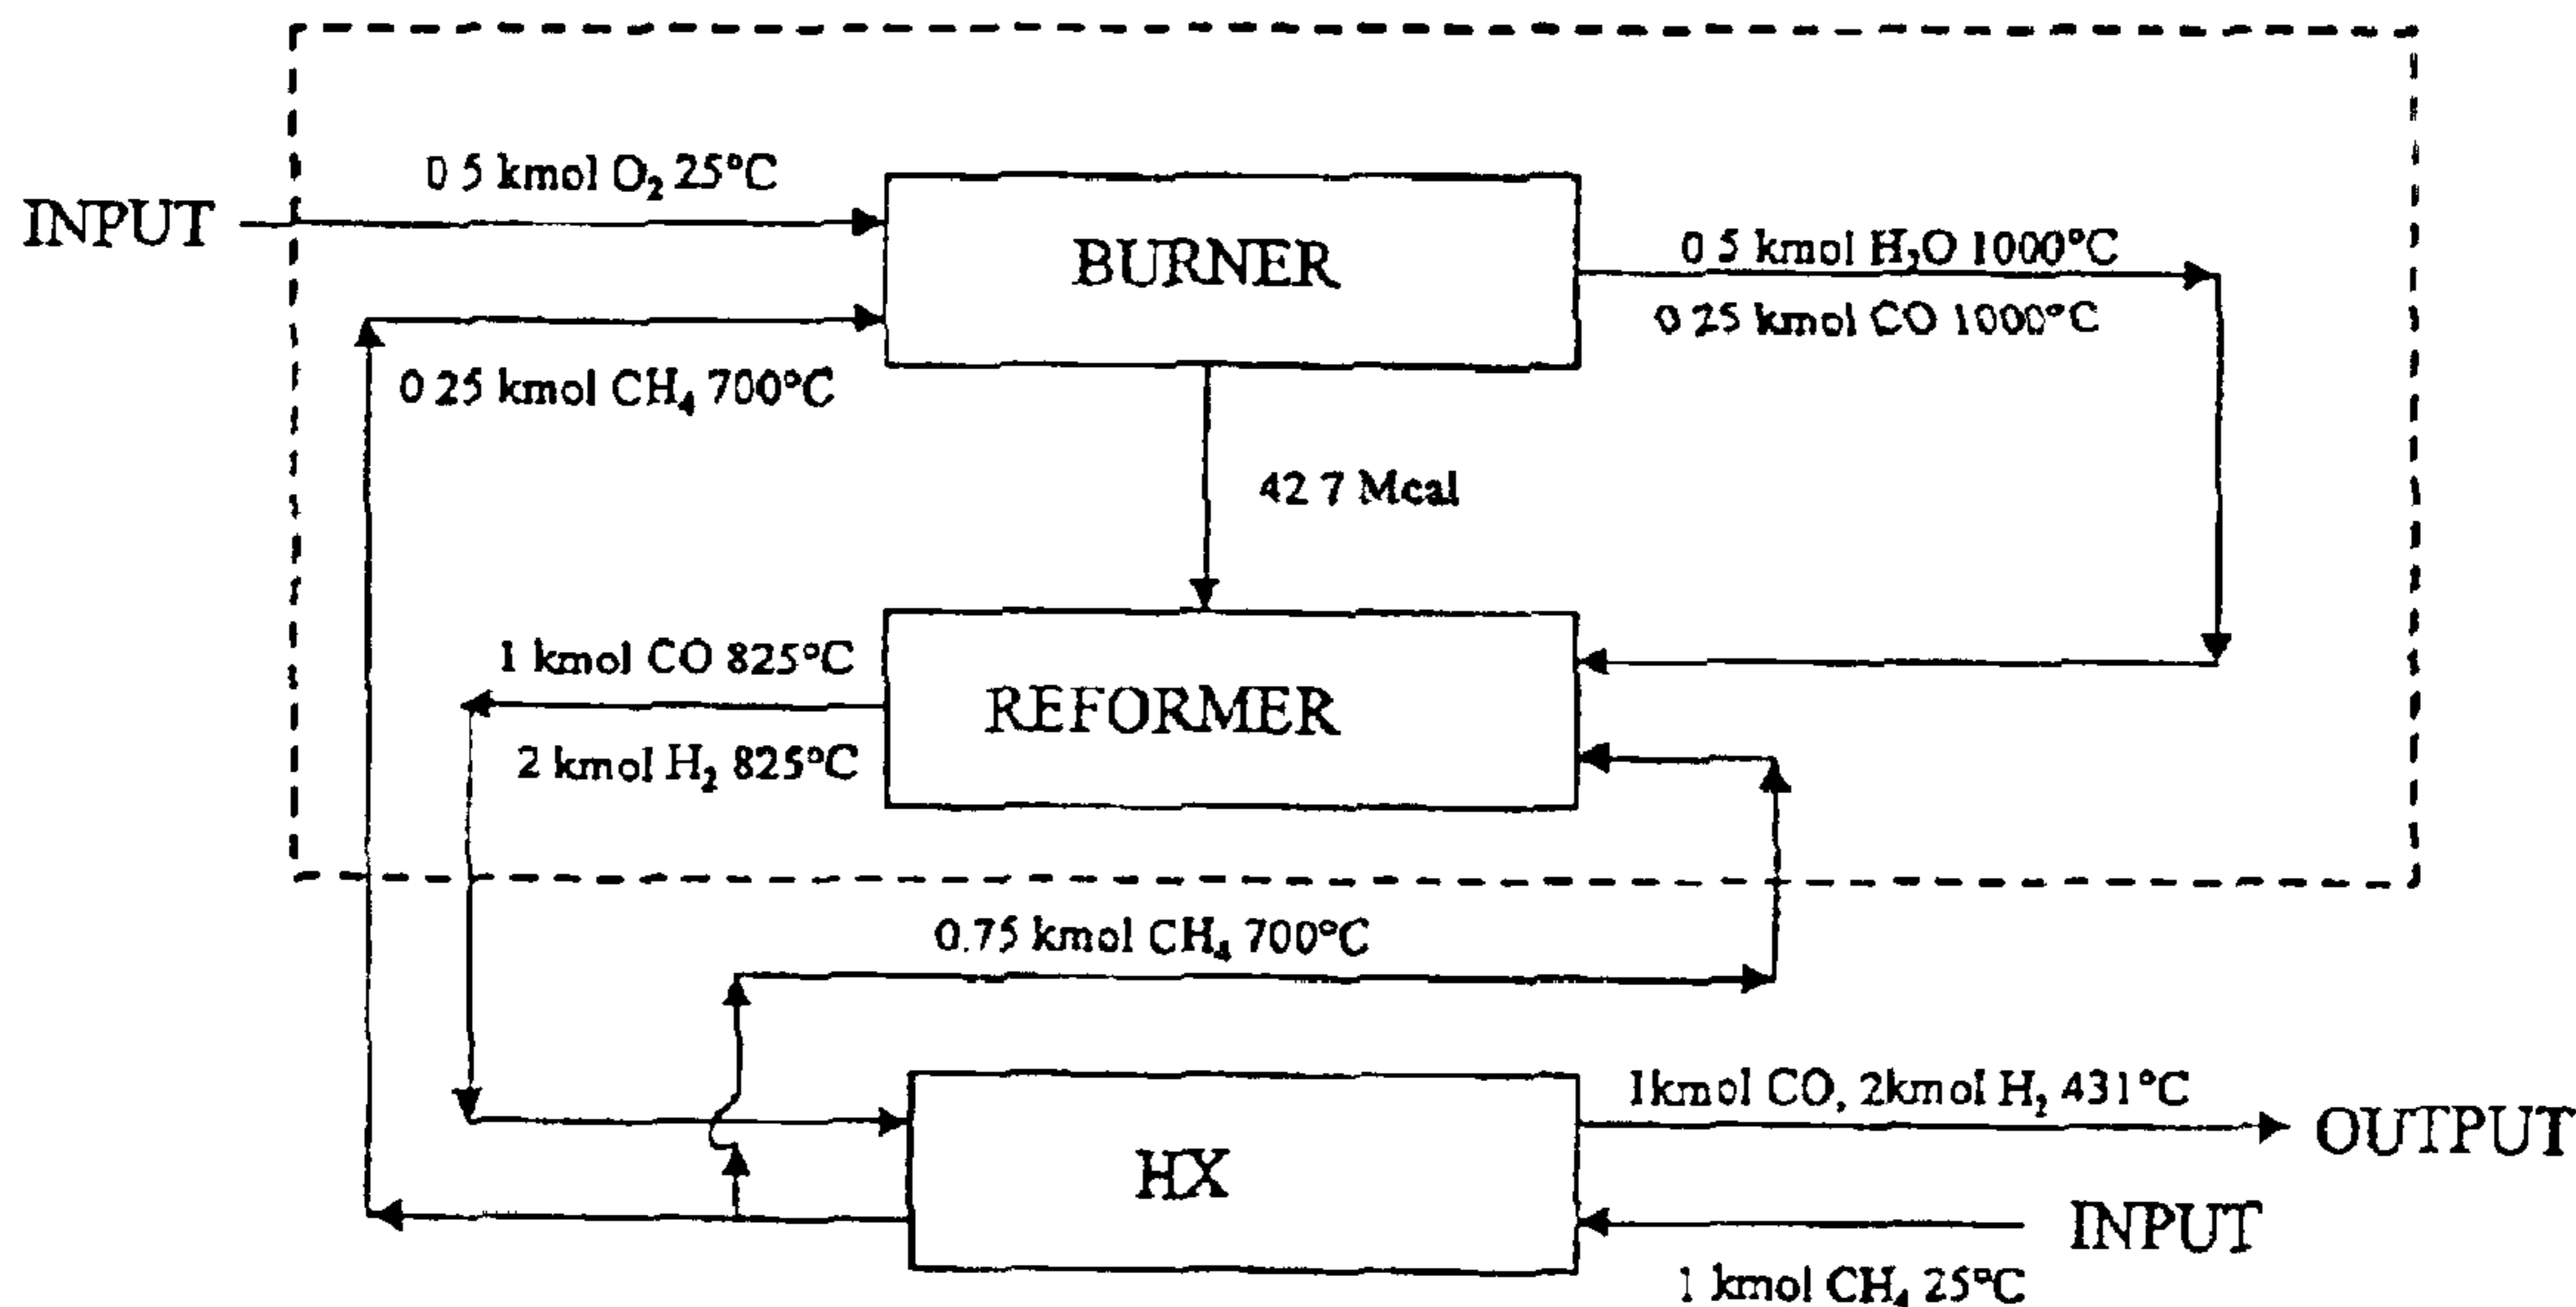 0 5 kmol O₂ 25°C
INPUT
BURNER
0 5 kmol H₂O 1000°C
0 25 kmol CO 1000°C
0 25 kmol CH₄ 700°C
42 7 Mcal
1 kmol CO 825°C
REFORMER
2 kmol H₂ 825°C
0.75 kmol CH₄ 700°C
1kmol CO, 2kmol H₂ 431°C
OUTPUT
HX
INPUT
1 kmol CH₄ 25°C